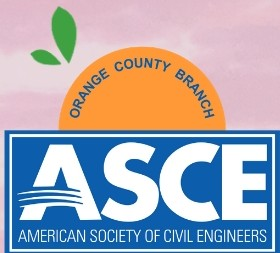 ORANGE COUNTY BRANCH
ASCE
AMERICAN SOCIETY OF CIVIL ENGINEERS